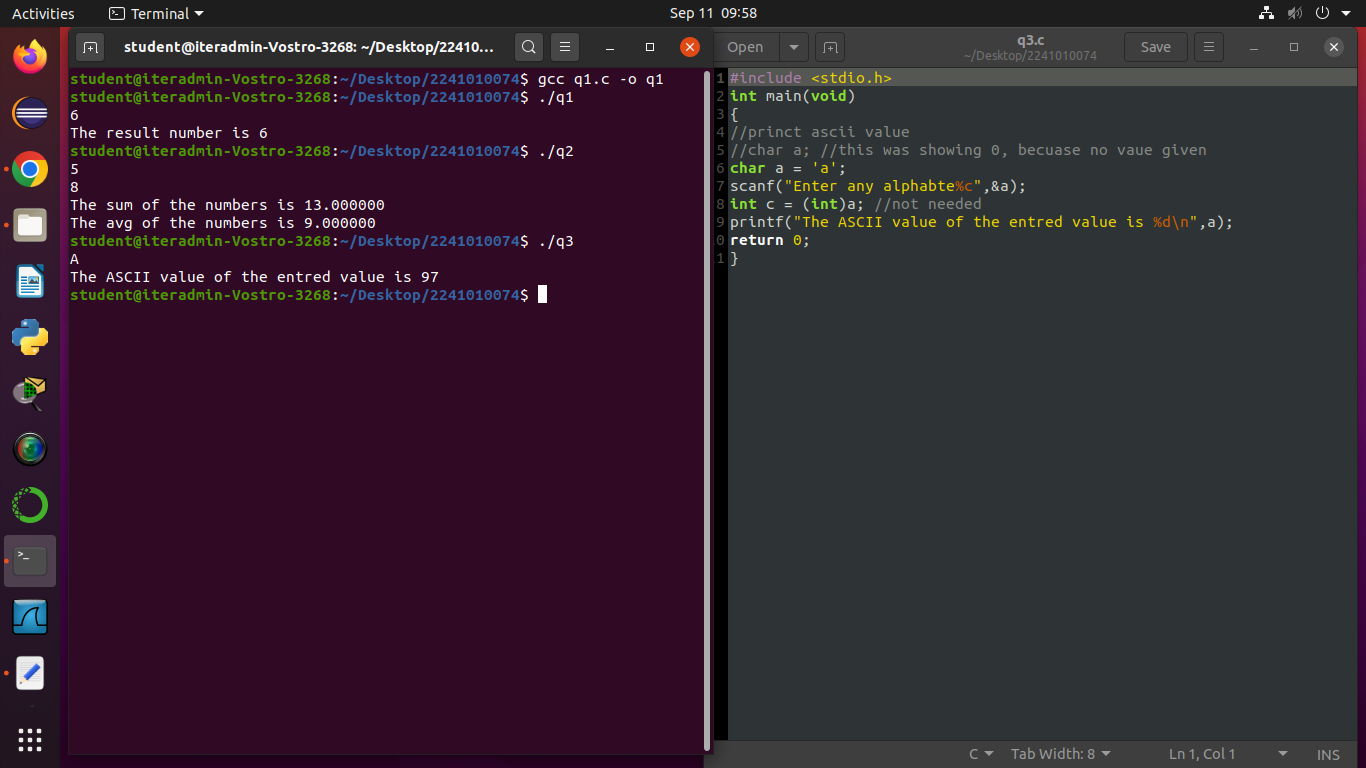 Activities
Terminal
Sep 11 09:58
student@iteradmin-Vostro-3268: ~/Desktop/22410...
student@iteradmin-Vostro-3268:~/Desktop/2241010074$ gcc q1.c -o q1
student@iteradmin-Vostro-3268:~/Desktop/2241010074$ ./q1
6
The result number is 6
student@iteradmin-Vostro-3268:~/Desktop/2241010074$ ./q2
5
8
The sum of the numbers is 13.000000
The avg of the numbers is 9.000000
student@iteradmin-Vostro-3268:~/Desktop/2241010074$ ./q3
A
The ASCII value of the entred value is 97
student@iteradmin-Vostro-3268:~/Desktop/2241010074$
Open
q3.c
~/Desktop/2241010074
Save
1 #include <stdio.h>
2 int main(void)
3 {
4 //princt ascii value
5 //char a; //this was showing 0, becuase no vaue given
6 char a = 'a';
7 scanf("Enter any alphabte%c",&a);
8 int c = (int)a; //not needed
9 printf("The ASCII value of the entred value is %d\n",a);
0 return 0;
1 }
C
Tab Width: 8
Ln 1, Col 1
INS